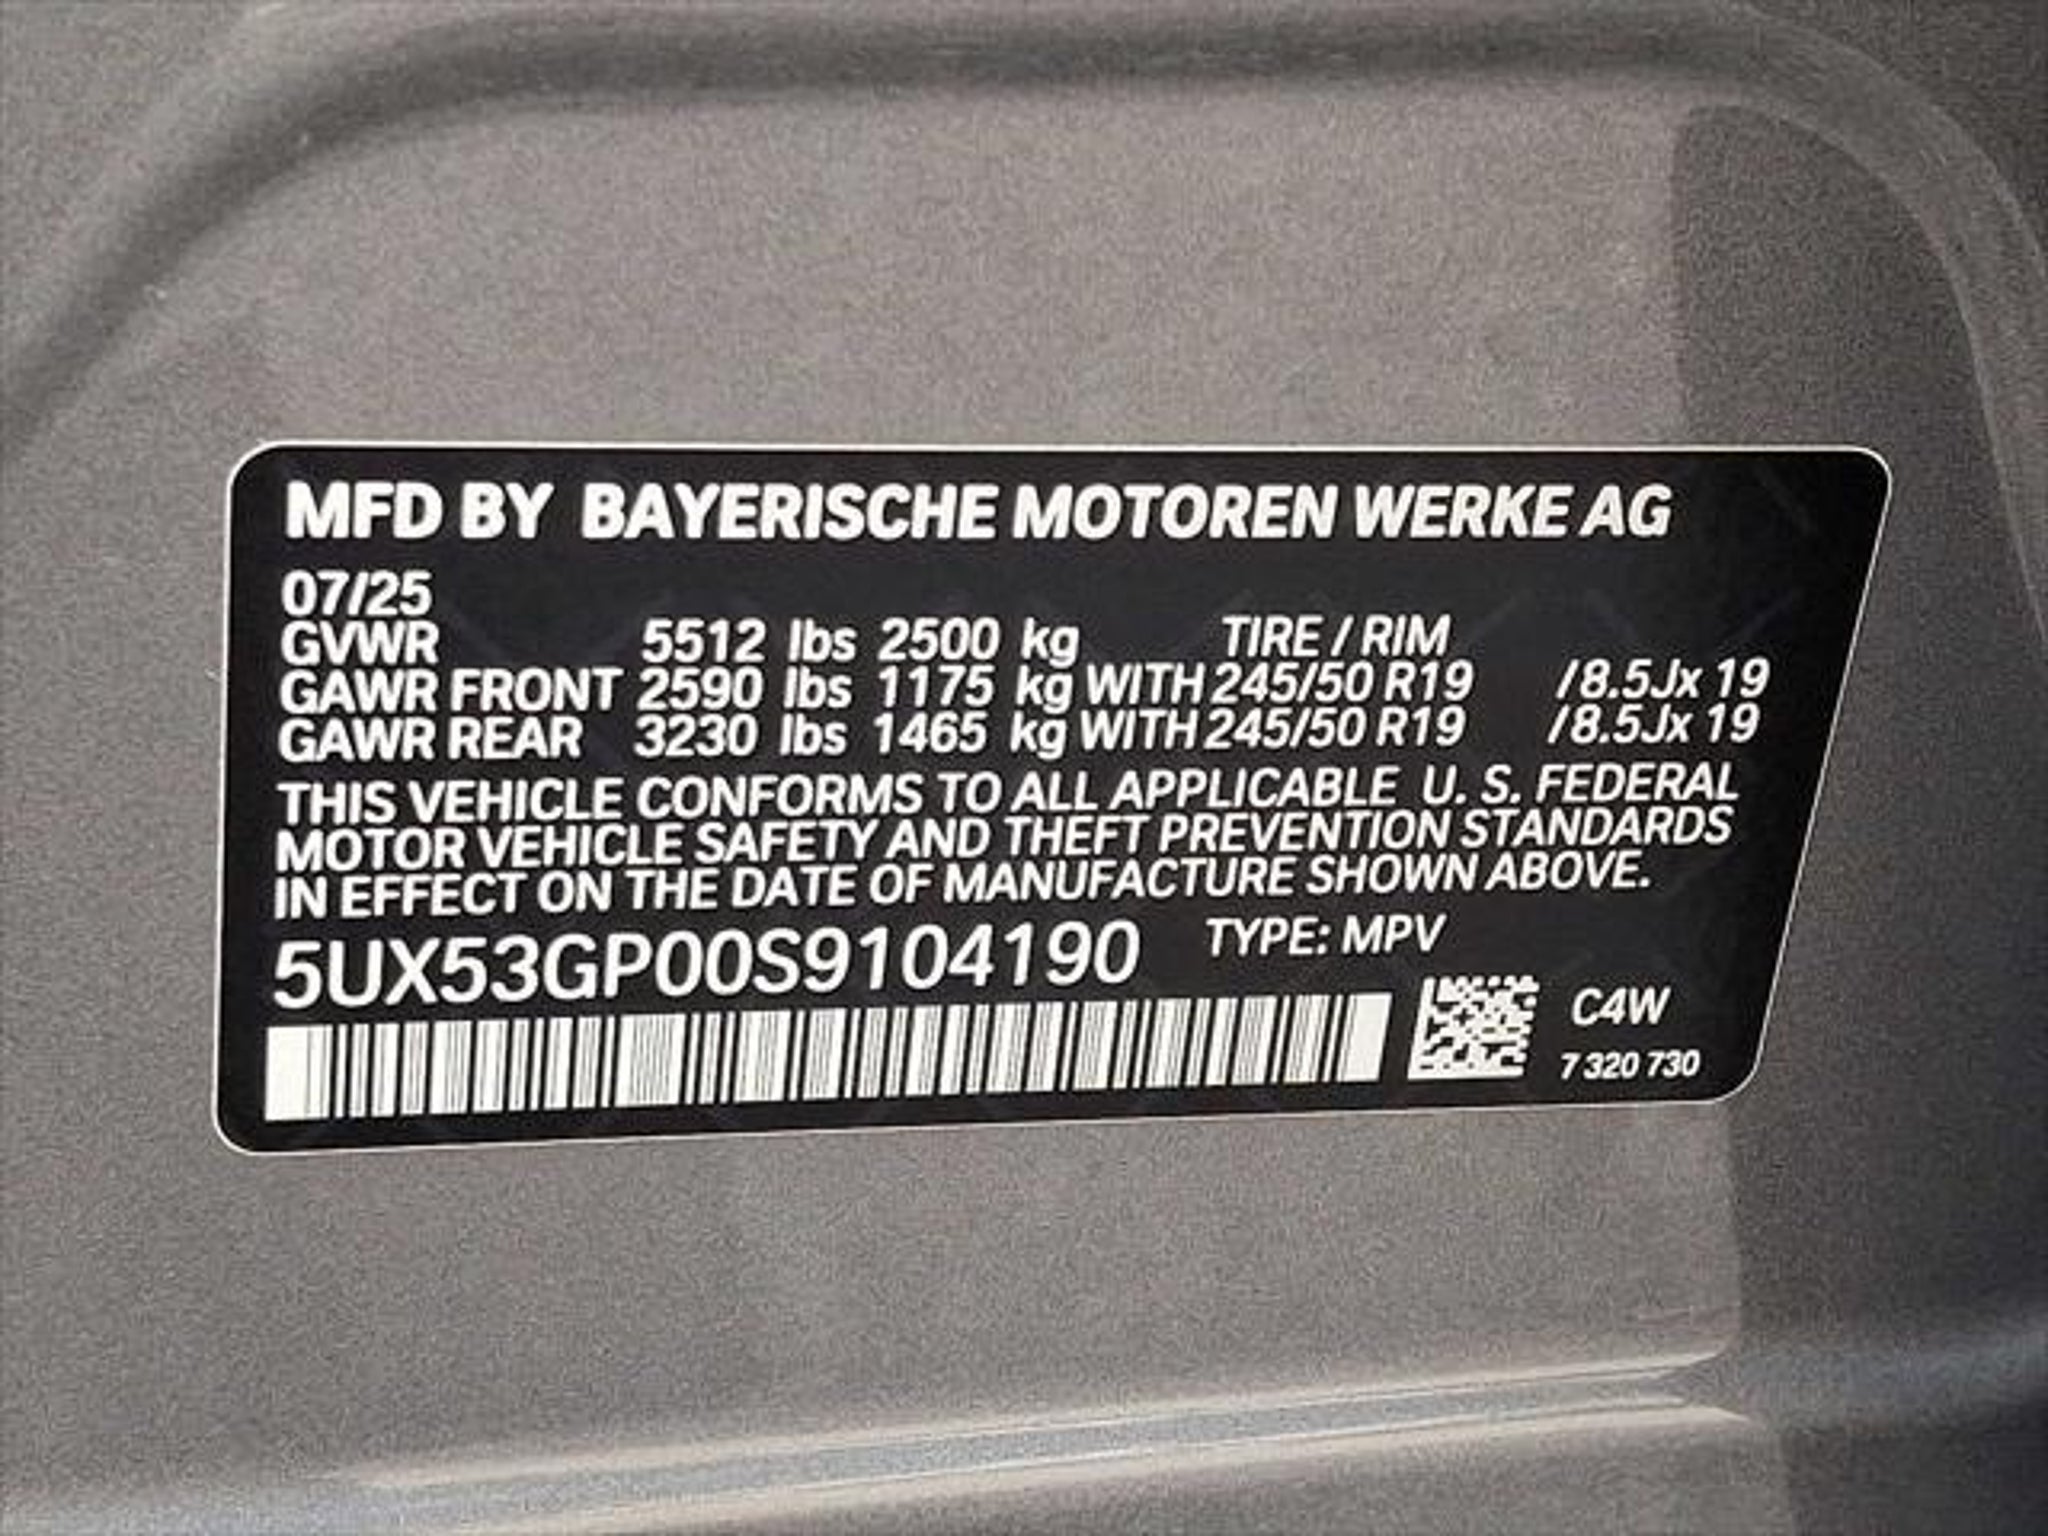 MFD BY BAYERISCHE MOTOREN WERKE AG
07/25
GVWR 5512 lbs 2500 kg TIRE / RIM
GAWR FRONT 2590 lbs 1175 kg WITH 245/50 R19 /8.5Jx 19
GAWR REAR 3230 lbs 1465 kg WITH 245/50 R19 /8.5Jx 19
THIS VEHICLE CONFORMS TO ALL APPLICABLE U. S. FEDERAL
MOTOR VEHICLE SAFETY AND THEFT PREVENTION STANDARDS
IN EFFECT ON THE DATE OF MANUFACTURE SHOWN ABOVE.
5UX53GP00S9104190 TYPE: MPV
C4W
7 320 730